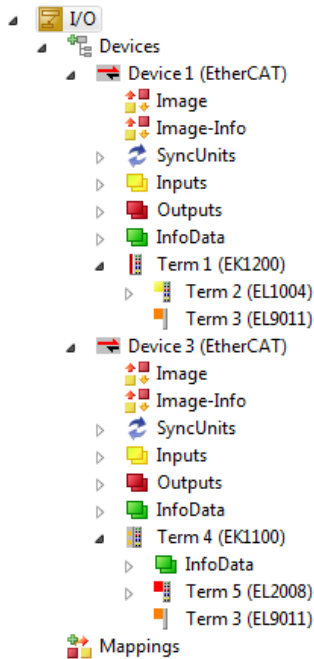 I/O
Devices
Device 1 (EtherCAT)
Image
Image-Info
SyncUnits
Inputs
Outputs
InfoData
Term 1 (EK1200)
Term 2 (EL1004)
Term 3 (EL9011)
Device 3 (EtherCAT)
Image
Image-Info
SyncUnits
Inputs
Outputs
InfoData
Term 4 (EK1100)
InfoData
Term 5 (EL2008)
Term 3 (EL9011)
Mappings